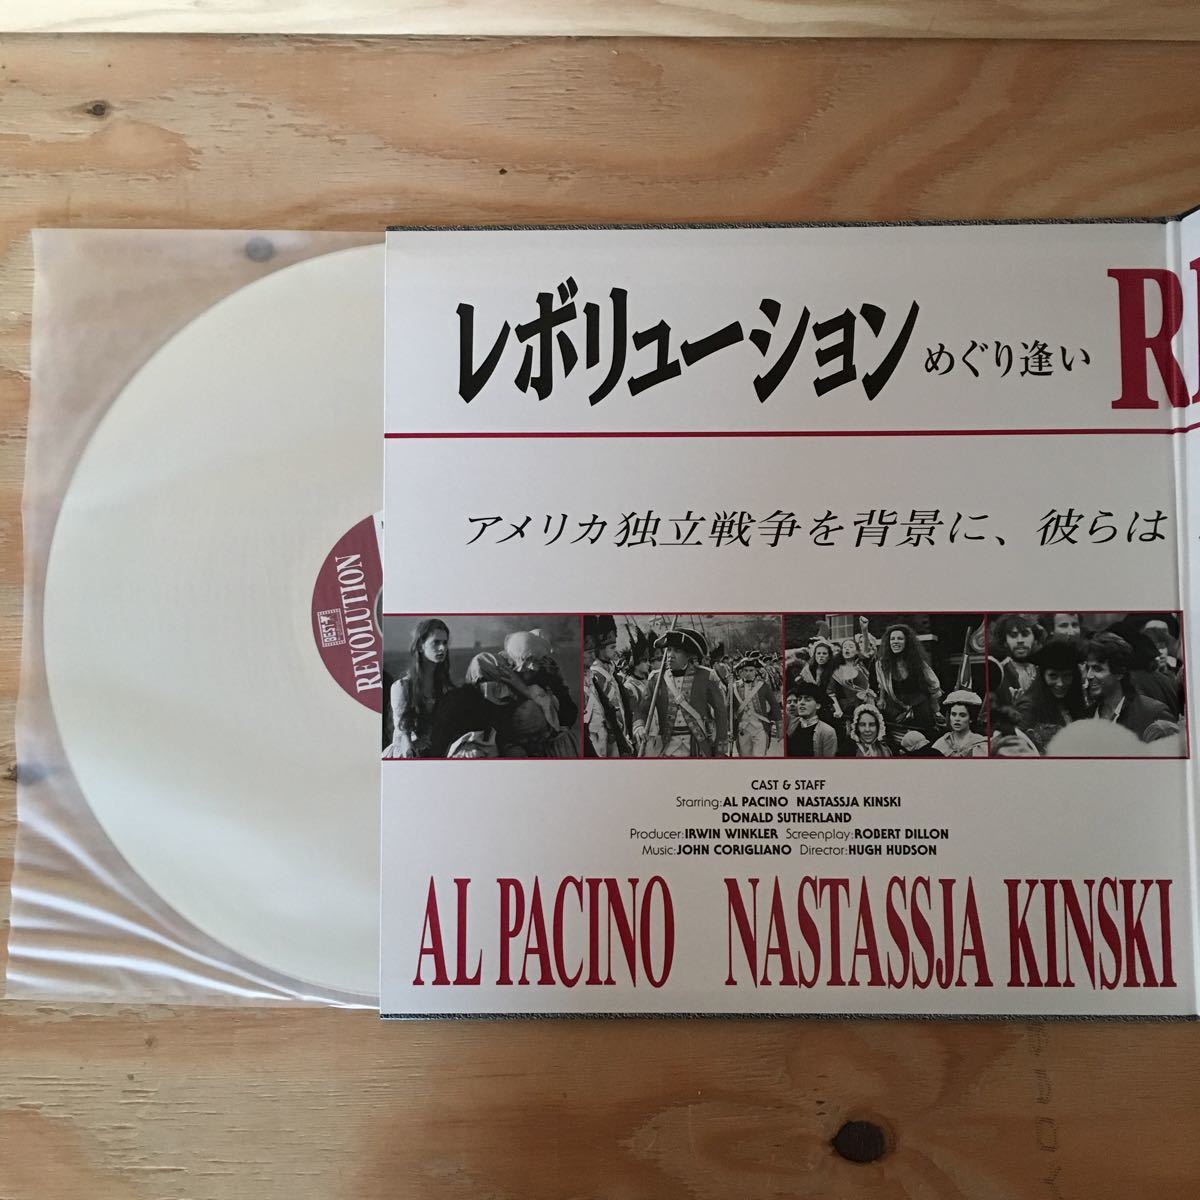 レボリューション めぐり逢い
アメリカ独立戦争を背景に、彼らは
BEST
REVOLUTION
CAST & STAFF
Starring:AL PACINO NASTASSJA KINSKI
DONALD SUTHERLAND
Producer:IRWIN WINKLER Screenplay:ROBERT DILLON
Music:JOHN CORIGLIANO Director:HUGH HUDSON
AL PACINO NASTASSJA KINSKI